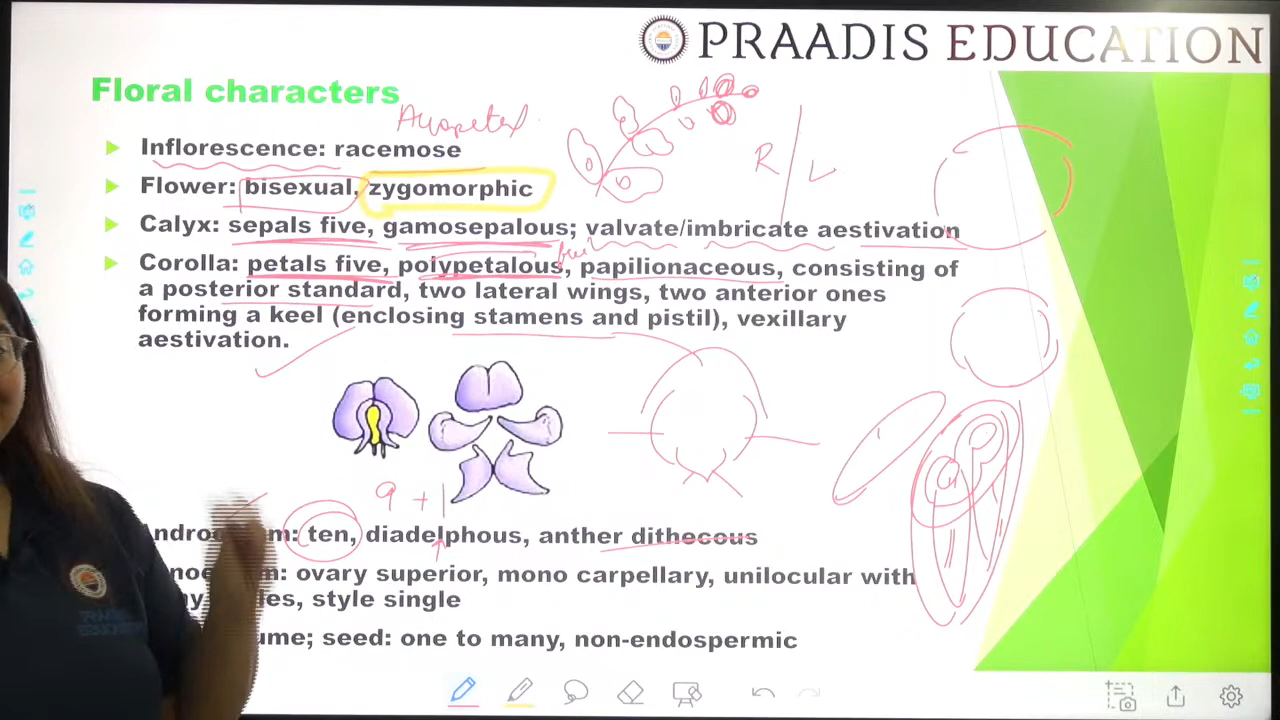 PRAADIS EDUCATION
Floral characters
Inflorescence: racemose
R / L
Flower: bisexual, zygomorphic
Calyx: sepals five, gamosepalous; valvate/imbricate aestivation
Corolla: petals five, polypetalous, papilionaceous, consisting of
a posterior standard, two lateral wings, two anterior ones
forming a keel (enclosing stamens and pistil), vexillary
aestivation.
9 + 1
ten, diadelphous, anther dithecous
ovary superior, mono carpellary, unilocular with
style single
seed: one to many, non-endospermic